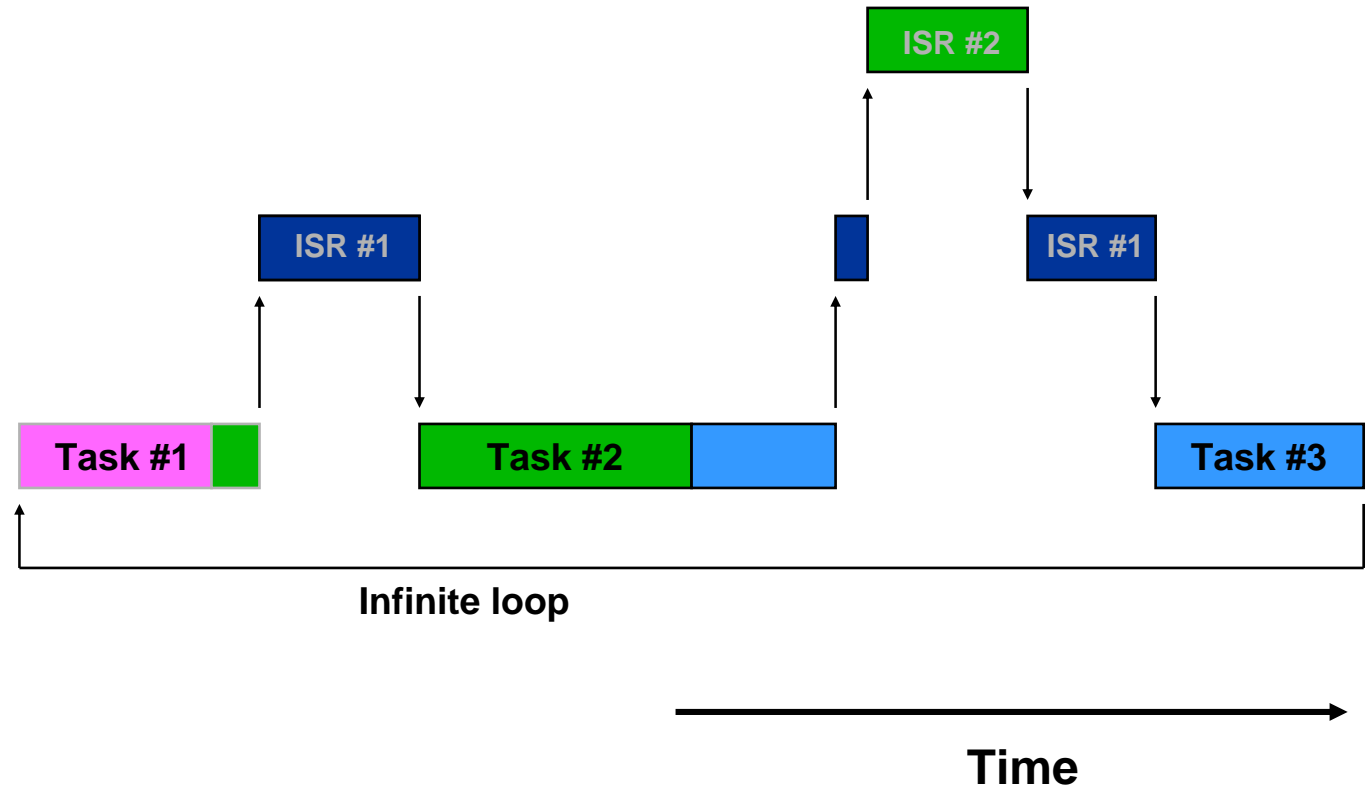 ISR #2
ISR #1
ISR #1
Task #1
Task #2
Task #3
Infinite loop
Time